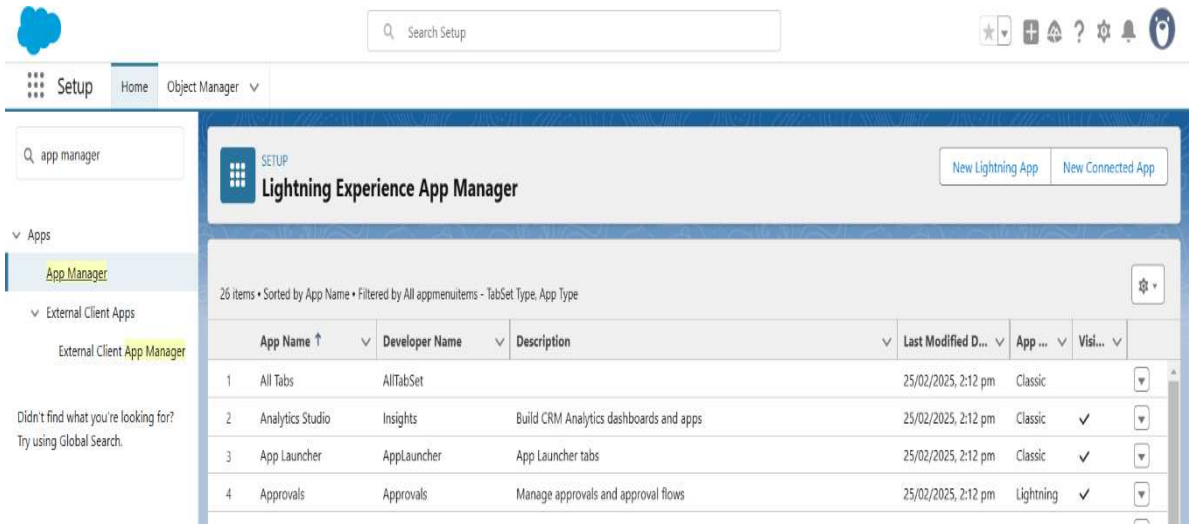 Search Setup
Setup Home Object Manager
app manager
Apps
App Manager
External Client Apps
External Client App Manager
Didn't find what you're looking for?
Try using Global Search.
SETUP
Lightning Experience App Manager
New Lightning App New Connected App
26 items • Sorted by App Name • Filtered by All appmenuitems - TabSet Type, App Type
App Name ↑ Developer Name Description Last Modified D... App ... Visi...
1 All Tabs AllTabSet 25/02/2025, 2:12 pm Classic
2 Analytics Studio Insights Build CRM Analytics dashboards and apps 25/02/2025, 2:12 pm Classic ✓
3 App Launcher AppLauncher App Launcher tabs 25/02/2025, 2:12 pm Classic ✓
4 Approvals Approvals Manage approvals and approval flows 25/02/2025, 2:12 pm Lightning ✓